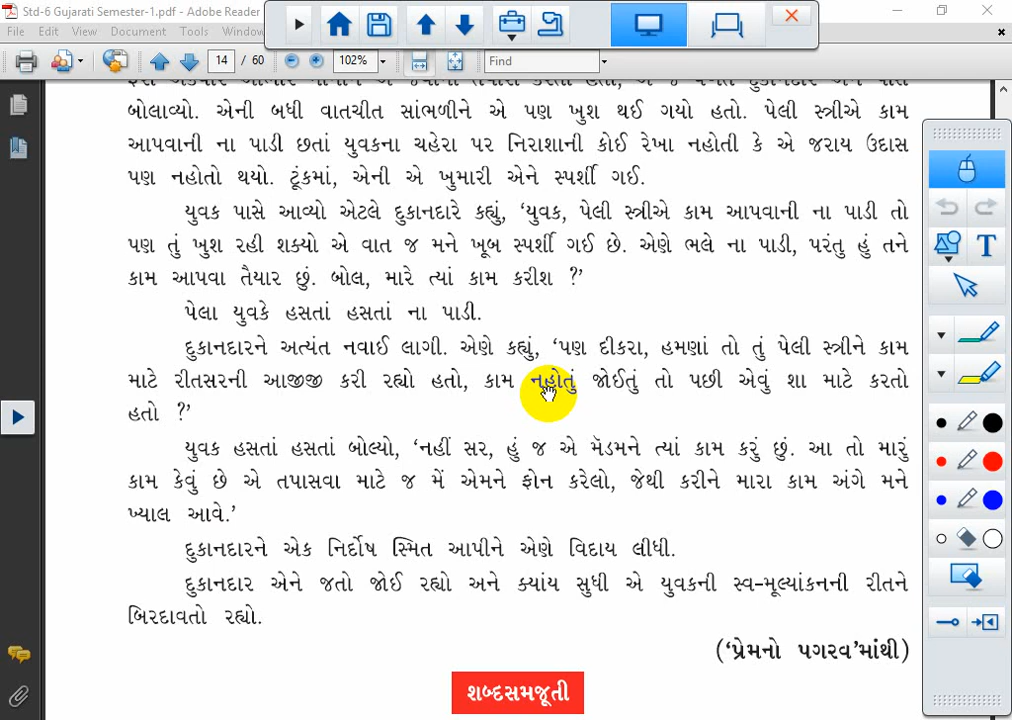 Std-6 Gujarati Semester-1.pdf - Adobe Reader
File Edit View Document Tools Window
14 / 60 102% Find
બોલાવ્યો. એની બધી વાતચીત સાંભળીને એ પણ ખુશ થઈ ગયો હતો. પેલી સ્ત્રીએ કામ
આપવાની ના પાડી છતાં યુવકના ચહેરા પર નિરાશાની કોઈ રેખા નહોતી કે એ જરાય ઉદાસ
પણ નહોતો થયો. ટૂંકમાં, એની એ ખુમારી એને સ્પર્શી ગઈ.
યુવક પાસે આવ્યો એટલે દુકાનદારે કહ્યું, ‘યુવક, પેલી સ્ત્રીએ કામ આપવાની ના પાડી તો
પણ તું ખુશ રહી શક્યો એ વાત જ મને ખૂબ સ્પર્શી ગઈ છે. એણે ભલે ના પાડી, પરંતુ હું તને
કામ આપવા તૈયાર છું. બોલ, મારે ત્યાં કામ કરીશ ?’
પેલા યુવકે હસતાં હસતાં ના પાડી.
દુકાનદારને અત્યંત નવાઈ લાગી. એણે કહ્યું, ‘પણ દીકરા, હમણાં તો તું પેલી સ્ત્રીને કામ
માટે રીતસરની આજીજી કરી રહ્યો હતો, કામ નહોતું જોઈતું તો પછી એવું શા માટે કરતો
હતો ?’
યુવક હસતાં હસતાં બોલ્યો, ‘નહીં સર, હું જ એ મૅડમને ત્યાં કામ કરું છું. આ તો મારું
કામ કેવું છે એ તપાસવા માટે જ મેં એમને ફોન કરેલો, જેથી કરીને મારા કામ અંગે મને
ખ્યાલ આવે.’
દુકાનદારને એક નિર્દોષ સ્મિત આપીને એણે વિદાય લીધી.
દુકાનદાર એને જતો જોઈ રહ્યો અને ક્યાંય સુધી એ યુવકની સ્વ-મૂલ્યાંકનની રીતને
બિરદાવતો રહ્યો.
(‘પ્રેમનો પગરવ’માંથી)
શબ્દસમજૂતી
T